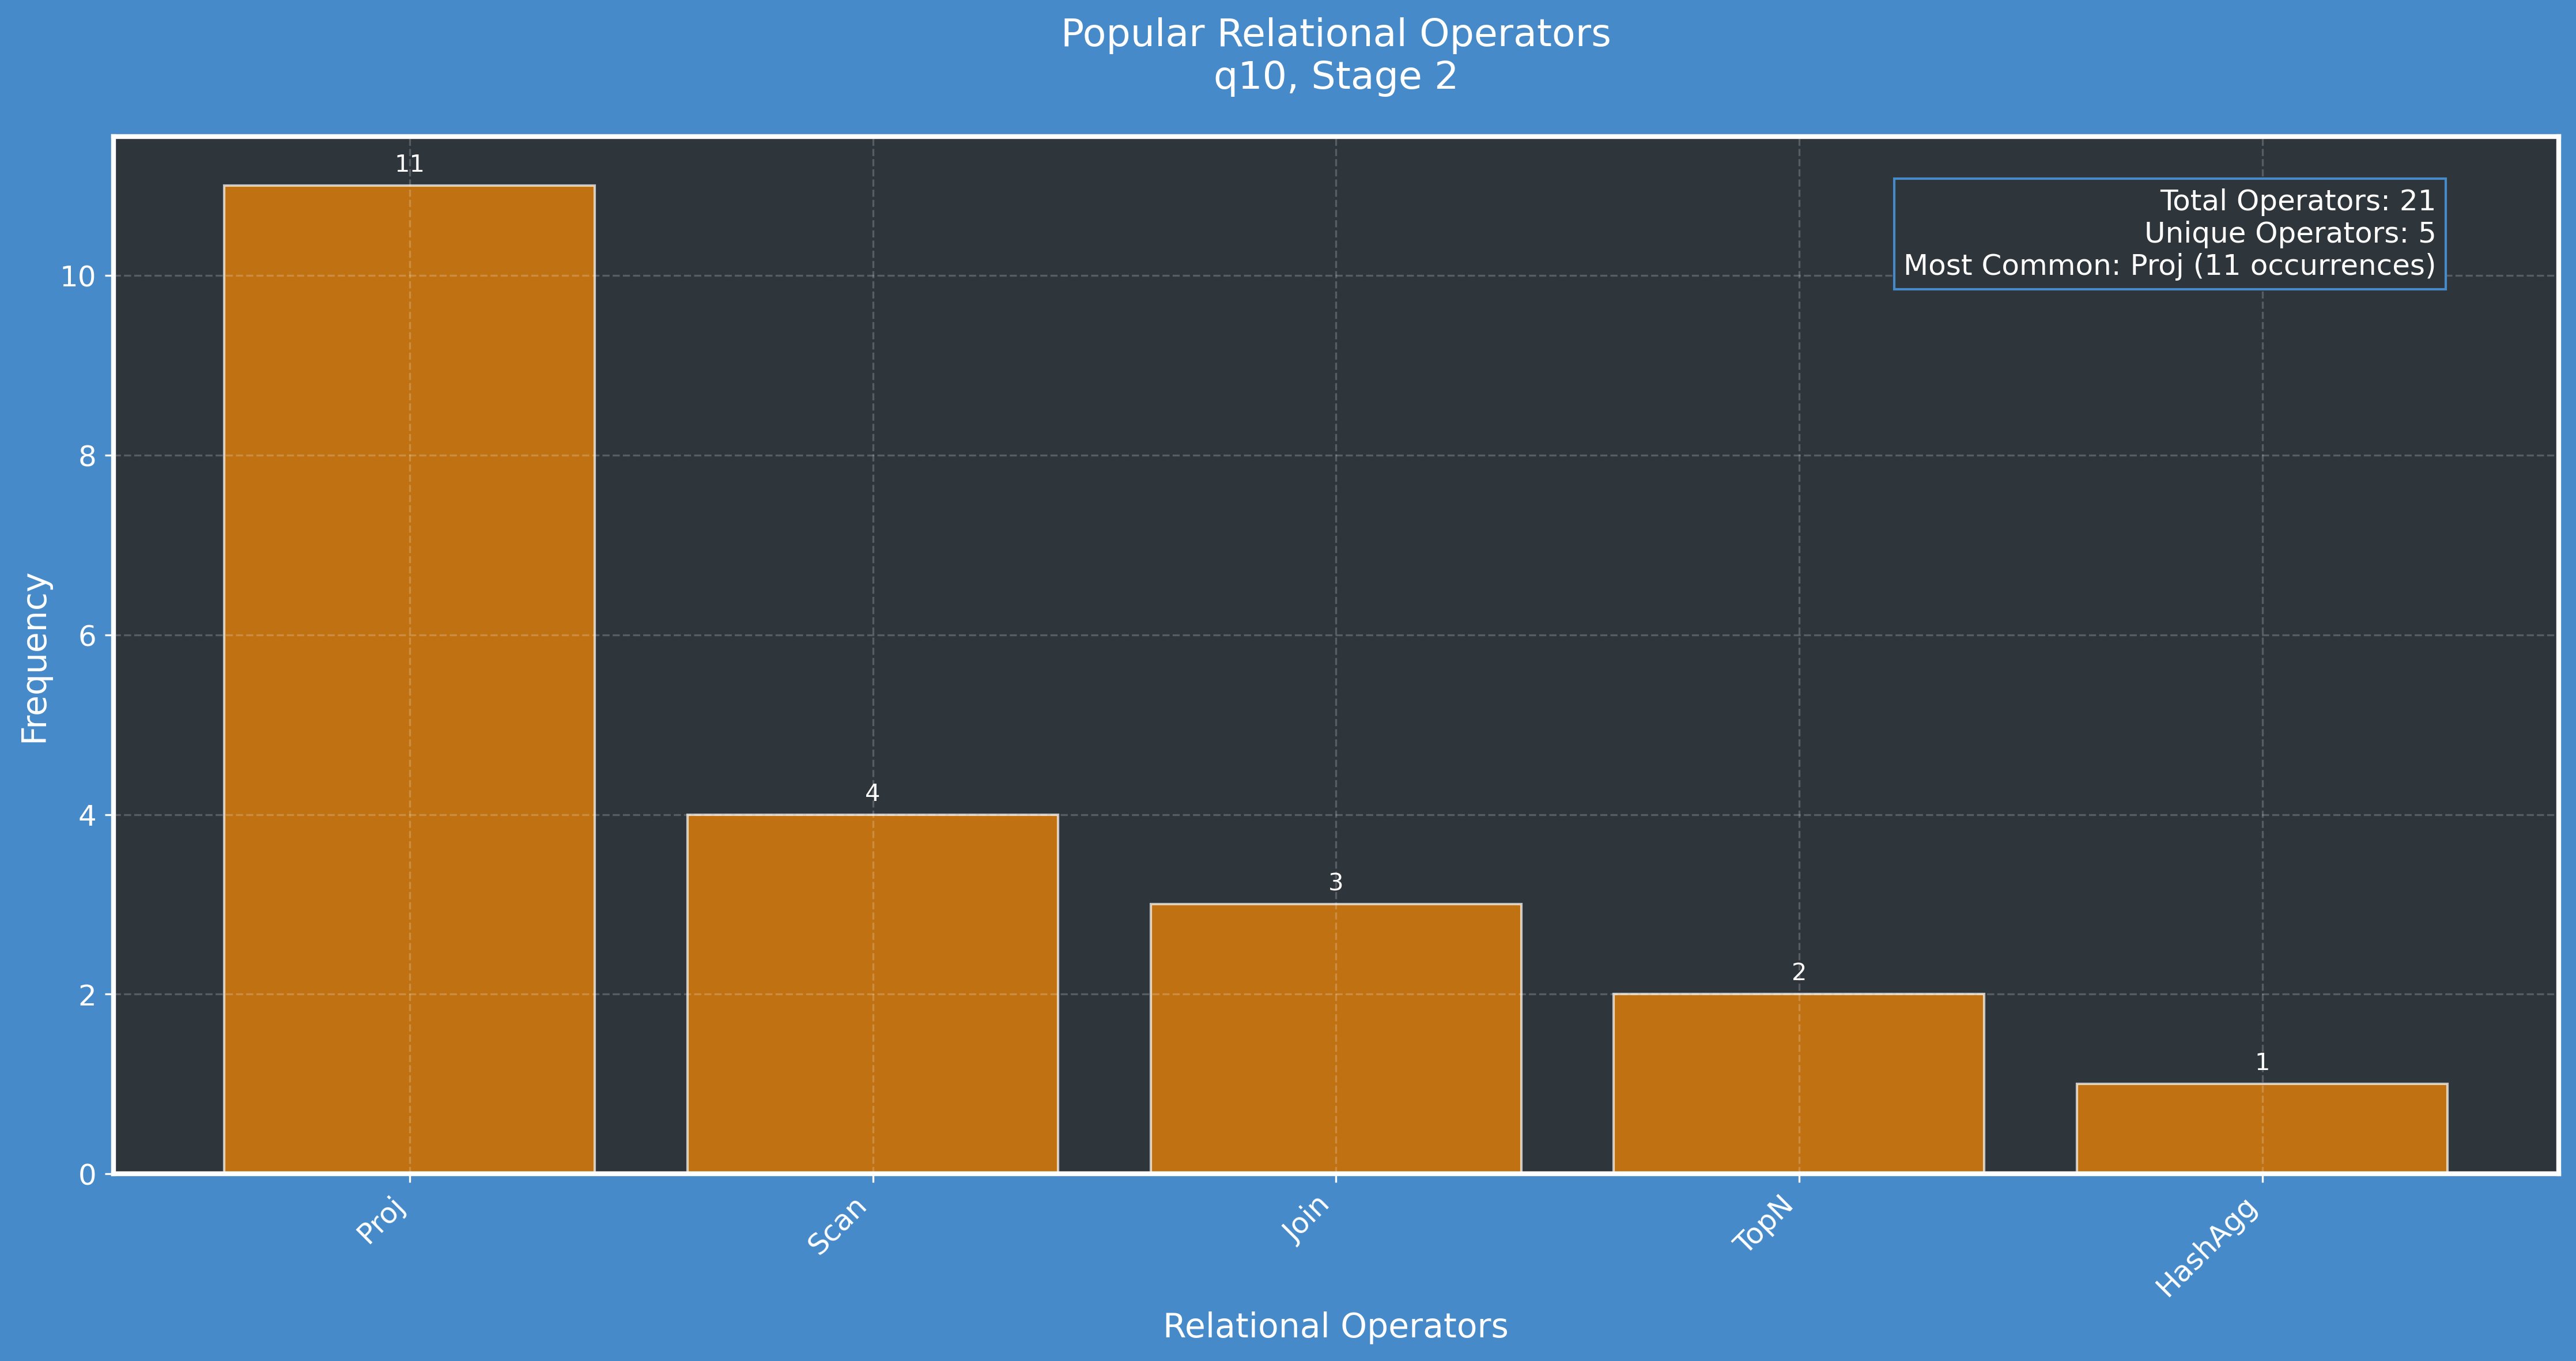 Popular Relational Operators
q10, Stage 2
11
Total Operators: 21
Unique Operators: 5
Most Common: Proj (11 occurrences)
10
8
6
4
2
0
Frequency
4
3
2
1
Proj
Scan
Join
TopN
HashAgg
Relational Operators